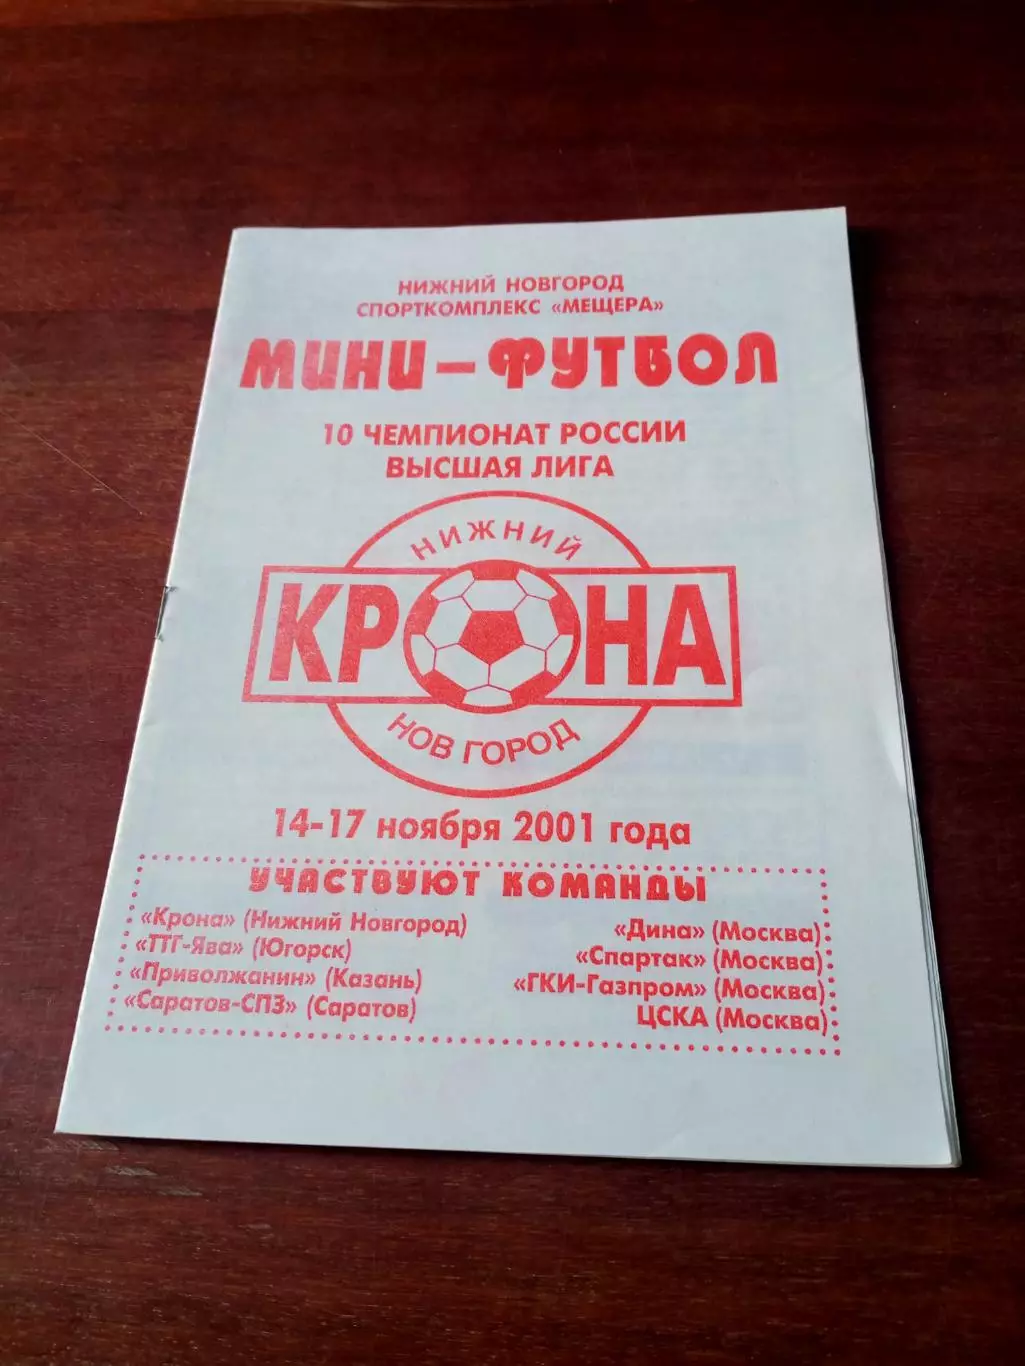 НИЖНИЙ НОВГОРОД
СПОРТКОМПЛЕКС «МЕЩЕРА»
МИНИ – ФУТБОЛ
10 ЧЕМПИОНАТ РОССИИ
ВЫСШАЯ ЛИГА
НИЖНИЙ
КРОНА
НОВ ГОРОД
14-17 ноября 2001 года
УЧАСТВУЮТ КОМАНДЫ
«Крона» (Нижний Новгород)
«ТТГ-Ява» (Югорск)
«Приволжанин» (Казань)
«Саратов-СПЗ» (Саратов)
«Дина» (Москва)
«Спартак» (Москва)
«ГКИ-Газпром» (Москва)
ЦСКА (Москва)